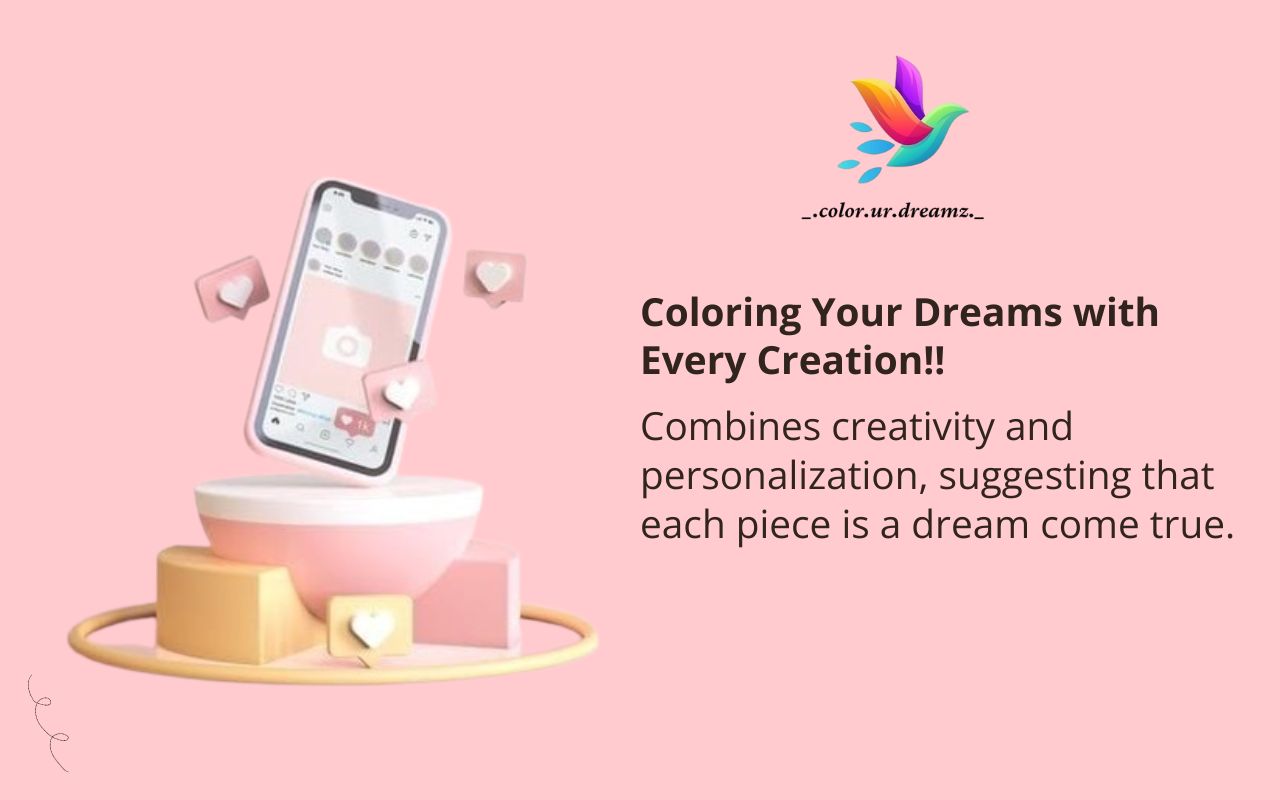 _.color.ur.dreamz._
Coloring Your Dreams with
Every Creation!!
Combines creativity and
personalization, suggesting that
each piece is a dream come true.
1K